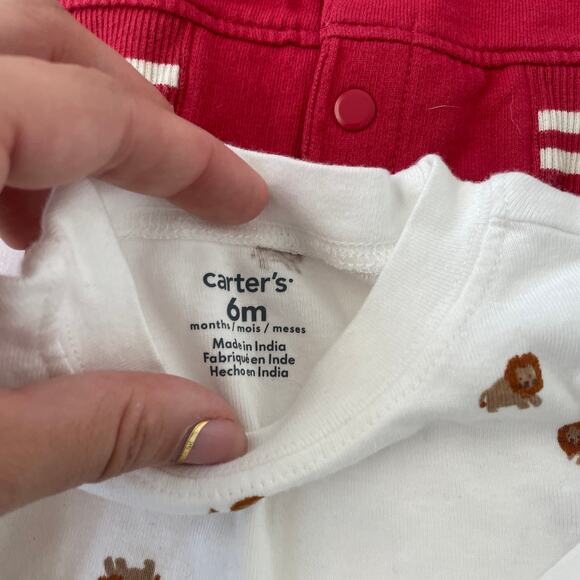 carter's
6m
months/mois/meses
Made in India
Fabriqué en Inde
Hecho en India